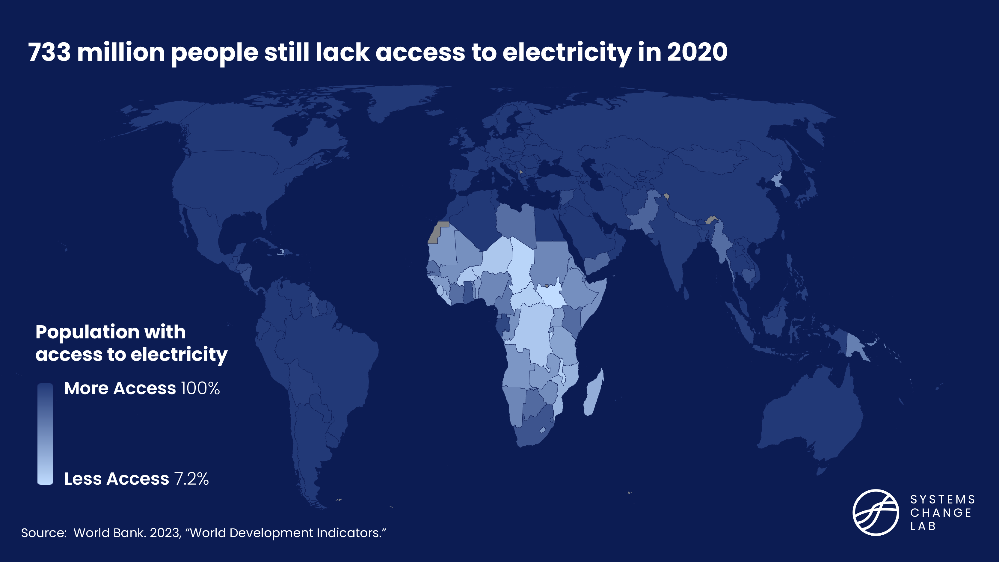 733 million people still lack access to electricity in 2020
Population with
access to electricity
More Access 100%
Less Access 7.2%
Source:  World Bank. 2023, “World Development Indicators.”
SYSTEMS
CHANGE
LAB